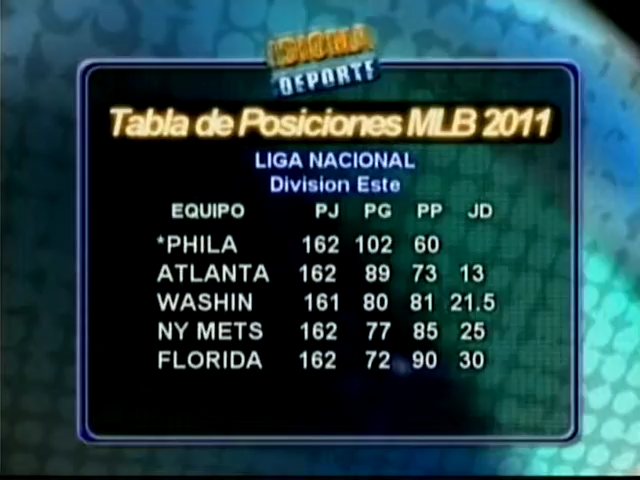 IDIOMA
DEPORTE
Tabla de Posiciones MLB 2011
LIGA NACIONAL
Division Este
EQUIPO PJ PG PP JD
*PHILA 162 102 60
ATLANTA 162 89 73 13
WASHIN 161 80 81 21.5
NY METS 162 77 85 25
FLORIDA 162 72 90 30